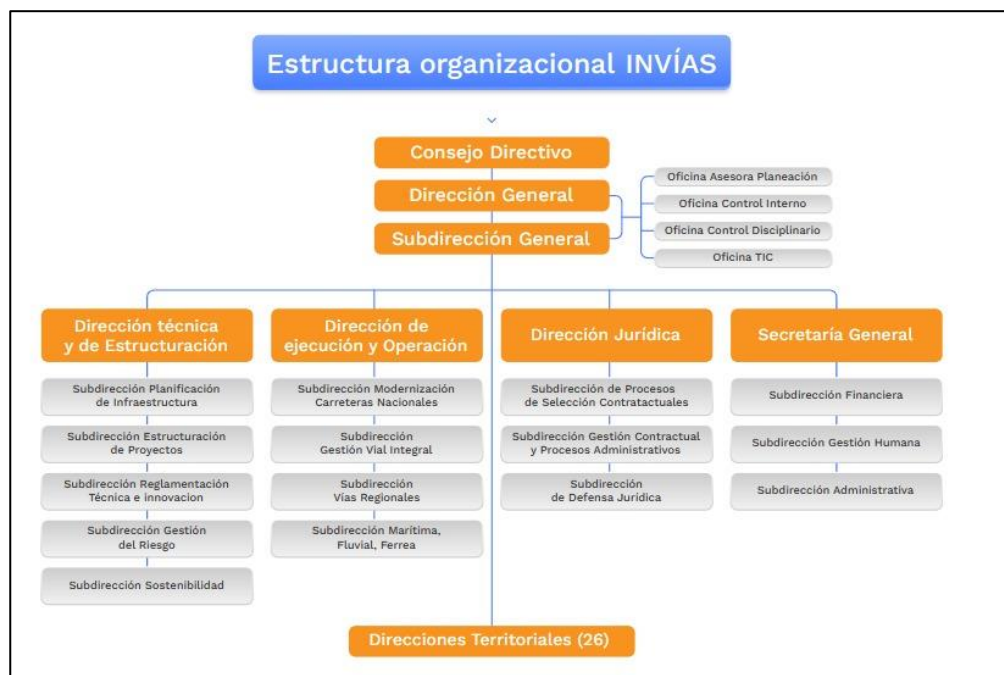 Estructura organizacional INVÍAS
Consejo Directivo
Dirección General
Subdirección General
Oficina Asesora Planeación
Oficina Control Interno
Oficina Control Disciplinario
Oficina TIC
Dirección técnica
y de Estructuración
Subdirección Planificación
de Infraestructura
Subdirección Estructuración
de Proyectos
Subdirección Reglamentación
Técnica e innovacion
Subdirección Gestión
del Riesgo
Subdirección Sostenibilidad
Dirección de
ejecución y Operación
Subdirección Modernización
Carreteras Nacionales
Subdirección
Gestión Vial Integral
Subdirección
Vías Regionales
Subdirección Marítima,
Fluvial, Ferrea
Dirección Jurídica
Subdirección de Procesos
de Selección Contratactuales
Subdirección Gestión Contractual
y Procesos Administrativos
Subdirección
de Defensa Jurídica
Secretaría General
Subdirección Financiera
Subdirección Gestión Humana
Subdirección Administrativa
Direcciones Territoriales (26)